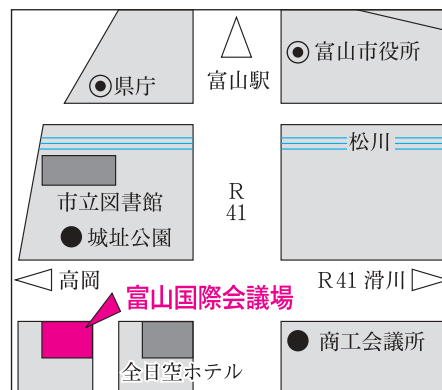 富山市役所
県庁
富山駅
松川
市立図書館
R
41
城址公園
高岡
R41 滑川
富山国際会議場
商工会議所
全日空ホテル